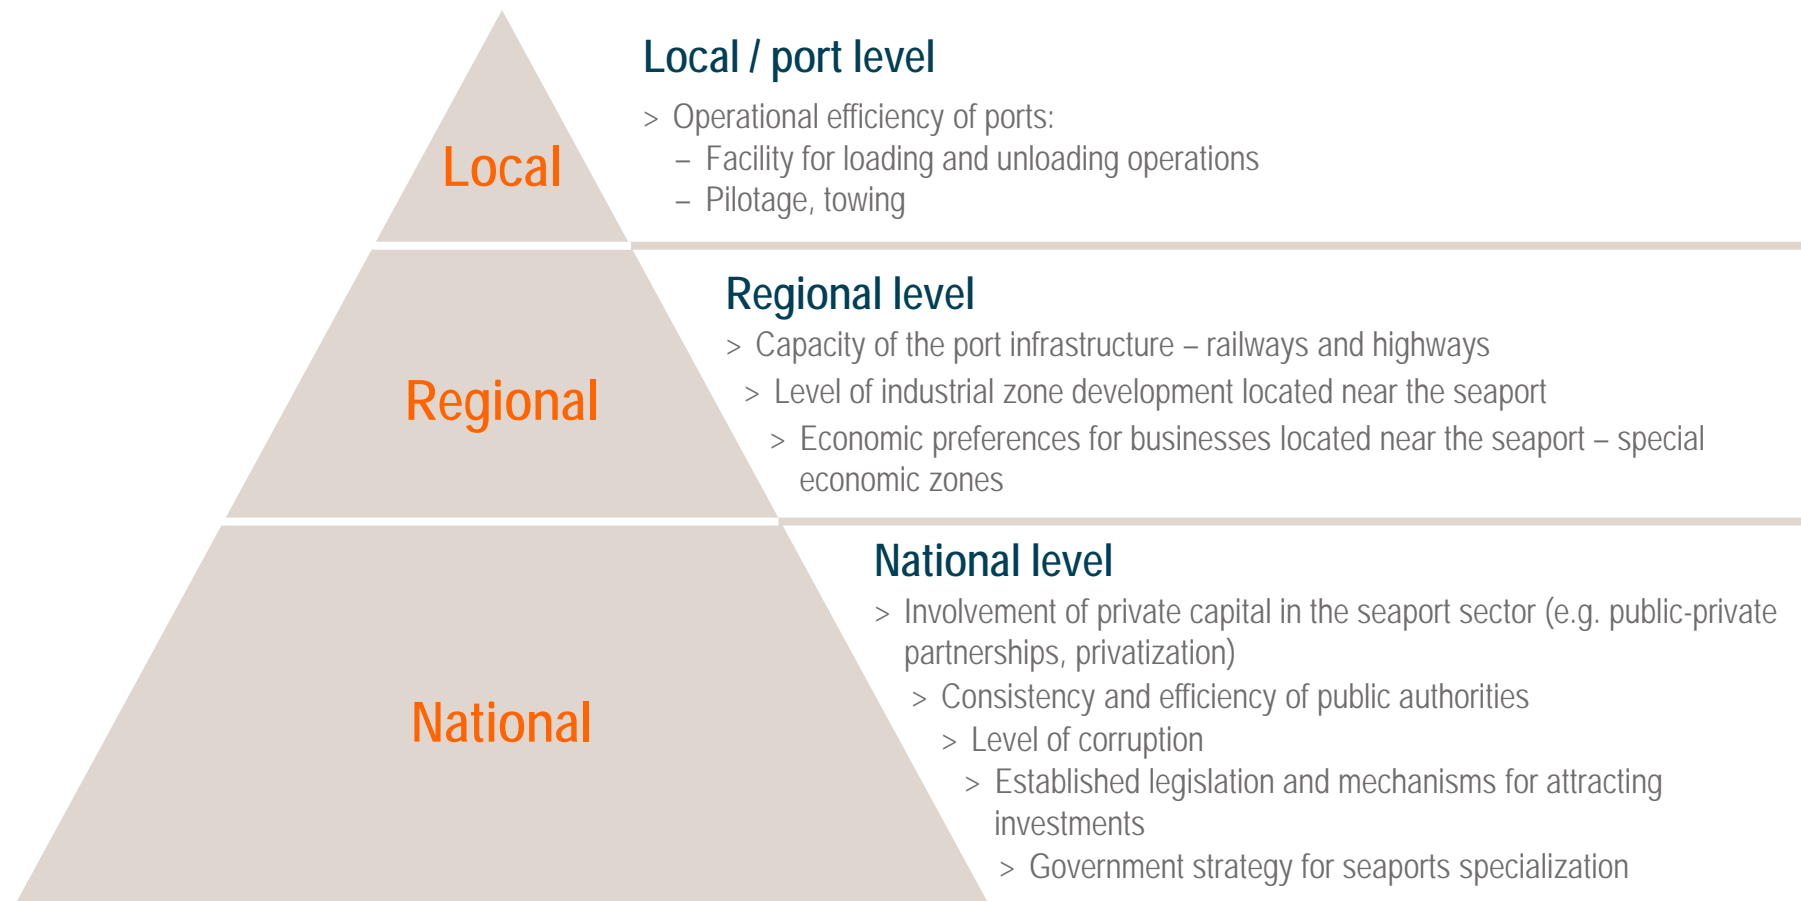 Local
Local / port level
> Operational efficiency of ports:
– Facility for loading and unloading operations
– Pilotage, towing
Regional
Regional level
> Capacity of the port infrastructure – railways and highways
> Level of industrial zone development located near the seaport
> Economic preferences for businesses located near the seaport – special
economic zones
National
National level
> Involvement of private capital in the seaport sector (e.g. public-private
partnerships, privatization)
> Consistency and efficiency of public authorities
> Level of corruption
> Established legislation and mechanisms for attracting
investments
> Government strategy for seaports specialization